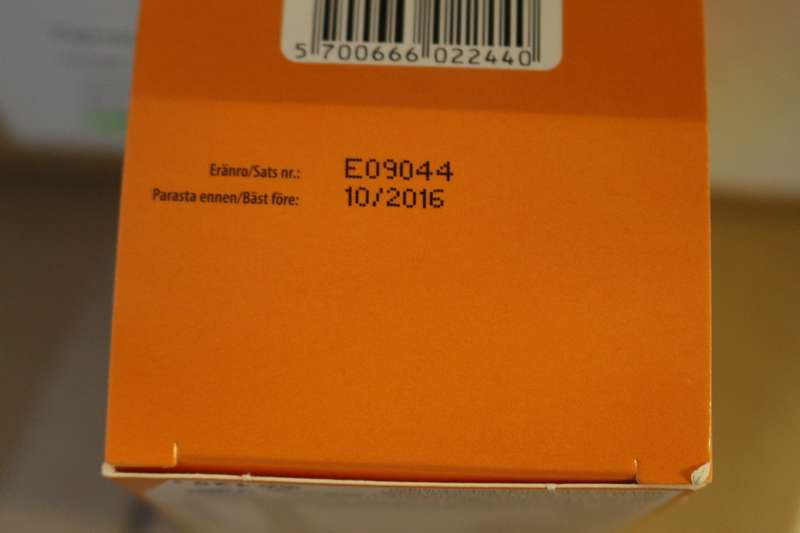 5 700666 022440
Eränro/Sats nr.: E09044
Parasta ennen/Bäst före: 10/2016